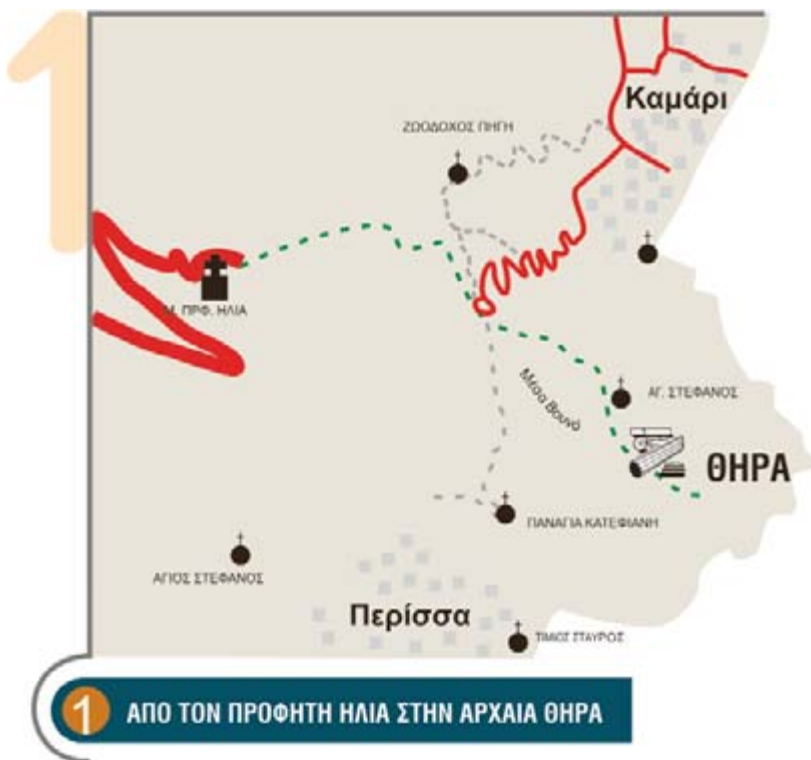 1
Καμάρι
ΖΩΟΔΟΧΟΣ ΠΗΓΗ
Μ. ΠΡΦ. ΗΛΙΑ
Μέσα Βουνό
ΑΓ. ΣΤΕΦΑΝΟΣ
ΘΗΡΑ
ΠΑΝΑΓΙΑ ΚΑΤΕΦΙΑΝΗ
ΑΓΙΟΣ ΣΤΕΦΑΝΟΣ
Περίσσα
ΤΙΜΙΟΣ ΣΤΑΥΡΟΣ
1 ΑΠΟ ΤΟΝ ΠΡΟΦΗΤΗ ΗΛΙΑ ΣΤΗΝ ΑΡΧΑΙΑ ΘΗΡΑ